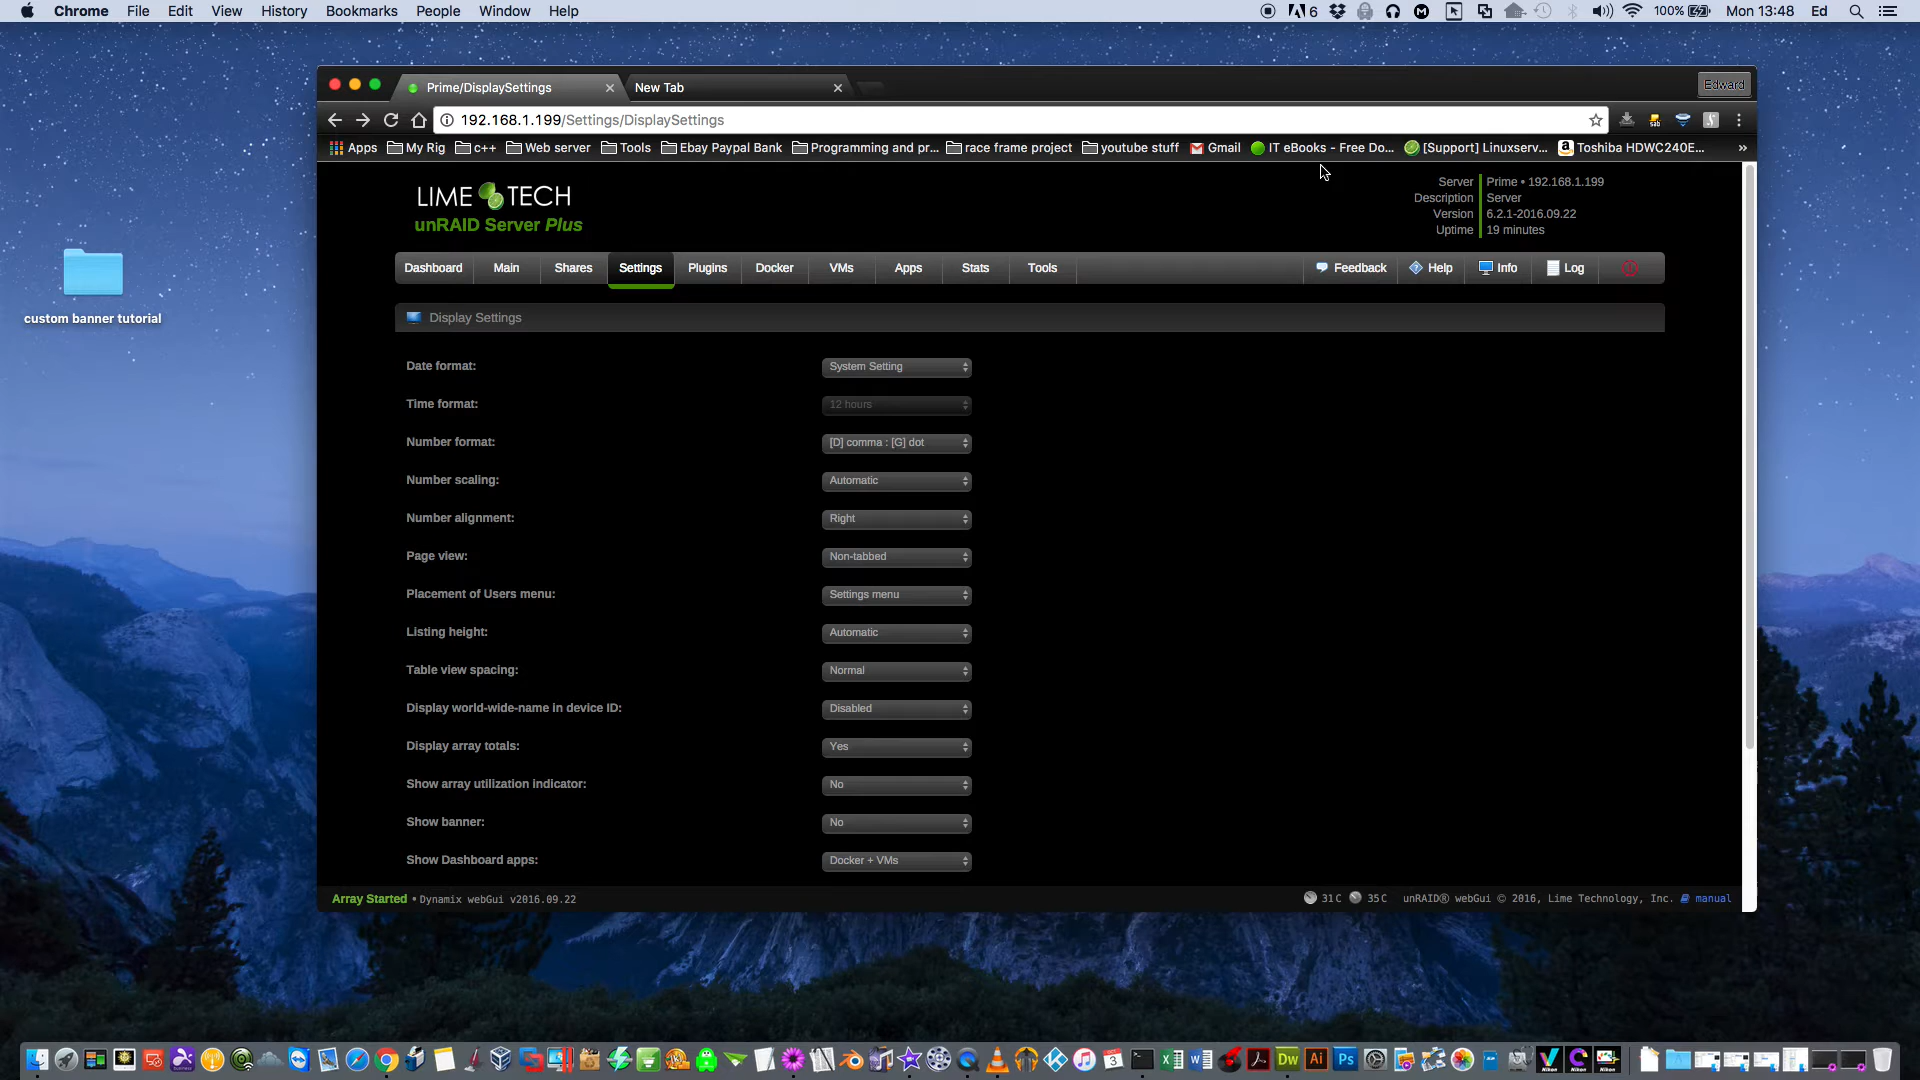 Chrome File Edit View History Bookmarks People Window Help 6 100% Mon 13:48 Ed
Prime/DisplaySettings New Tab Edward
192.168.1.199/Settings/DisplaySettings
Apps My Rig c++ Web server Tools Ebay Paypal Bank Programming and pr... race frame project youtube stuff Gmail IT eBooks - Free Do... [Support] Linuxserv... Toshiba HDWC240E... »
LIME TECH
unRAID Server Plus
Server Prime • 192.168.1.199
Description Server
Version 6.2.1-2016.09.22
Uptime 19 minutes
Dashboard Main Shares Settings Plugins Docker VMs Apps Stats Tools Feedback Help Info Log
custom banner tutorial
Display Settings
Date format: System Setting
Time format: 12 hours
Number format: [D] comma : [G] dot
Number scaling: Automatic
Number alignment: Right
Page view: Non-tabbed
Placement of Users menu: Settings menu
Listing height: Automatic
Table view spacing: Normal
Display world-wide-name in device ID: Disabled
Display array totals: Yes
Show array utilization indicator: No
Show banner: No
Show Dashboard apps: Docker + VMs
Array Started • Dynamix webGui v2016.09.22 31C 35C unRAID® webGui © 2016, Lime Technology, Inc. manual